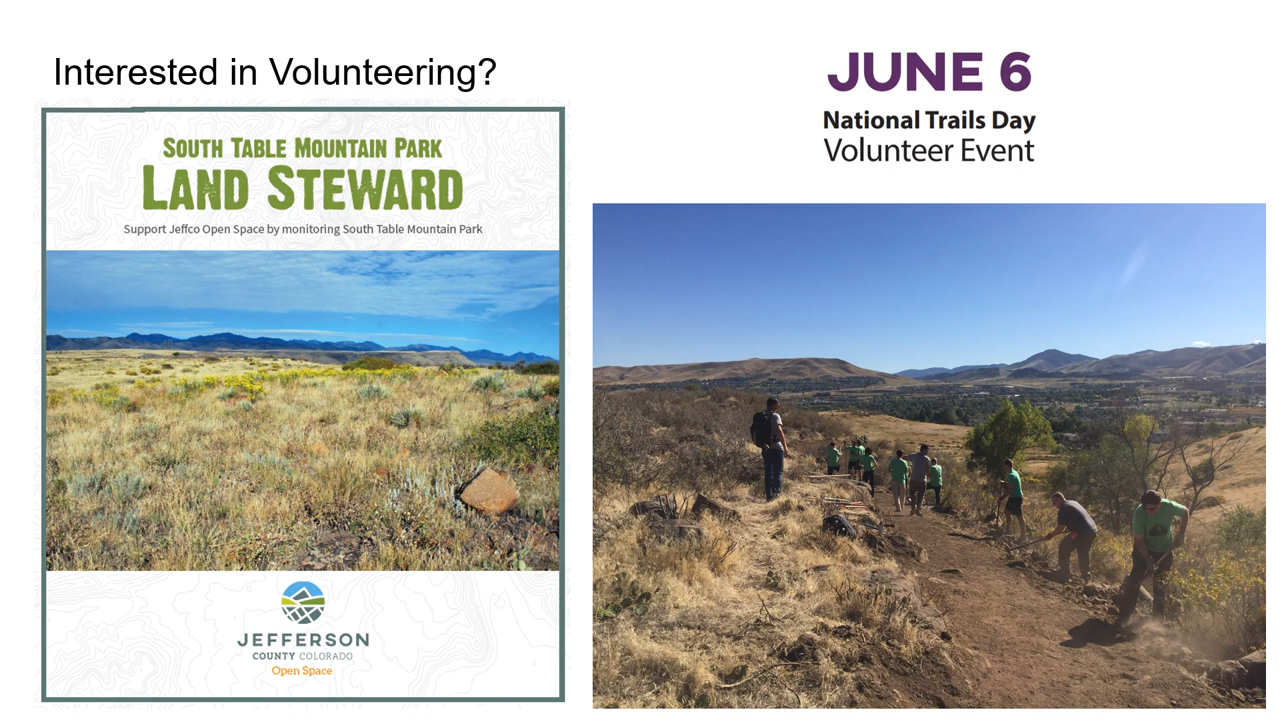 Interested in Volunteering?
SOUTH TABLE MOUNTAIN PARK
LAND STEWARD
Support Jeffco Open Space by monitoring South Table Mountain Park
JEFFERSON
COUNTY COLORADO
Open Space
JUNE 6
National Trails Day
Volunteer Event